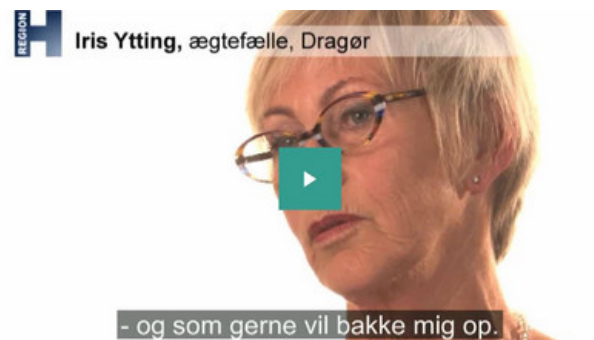 REGION
H
Iris Ytting, ægtefælle, Dragør
- og som gerne vil bakke mig op.